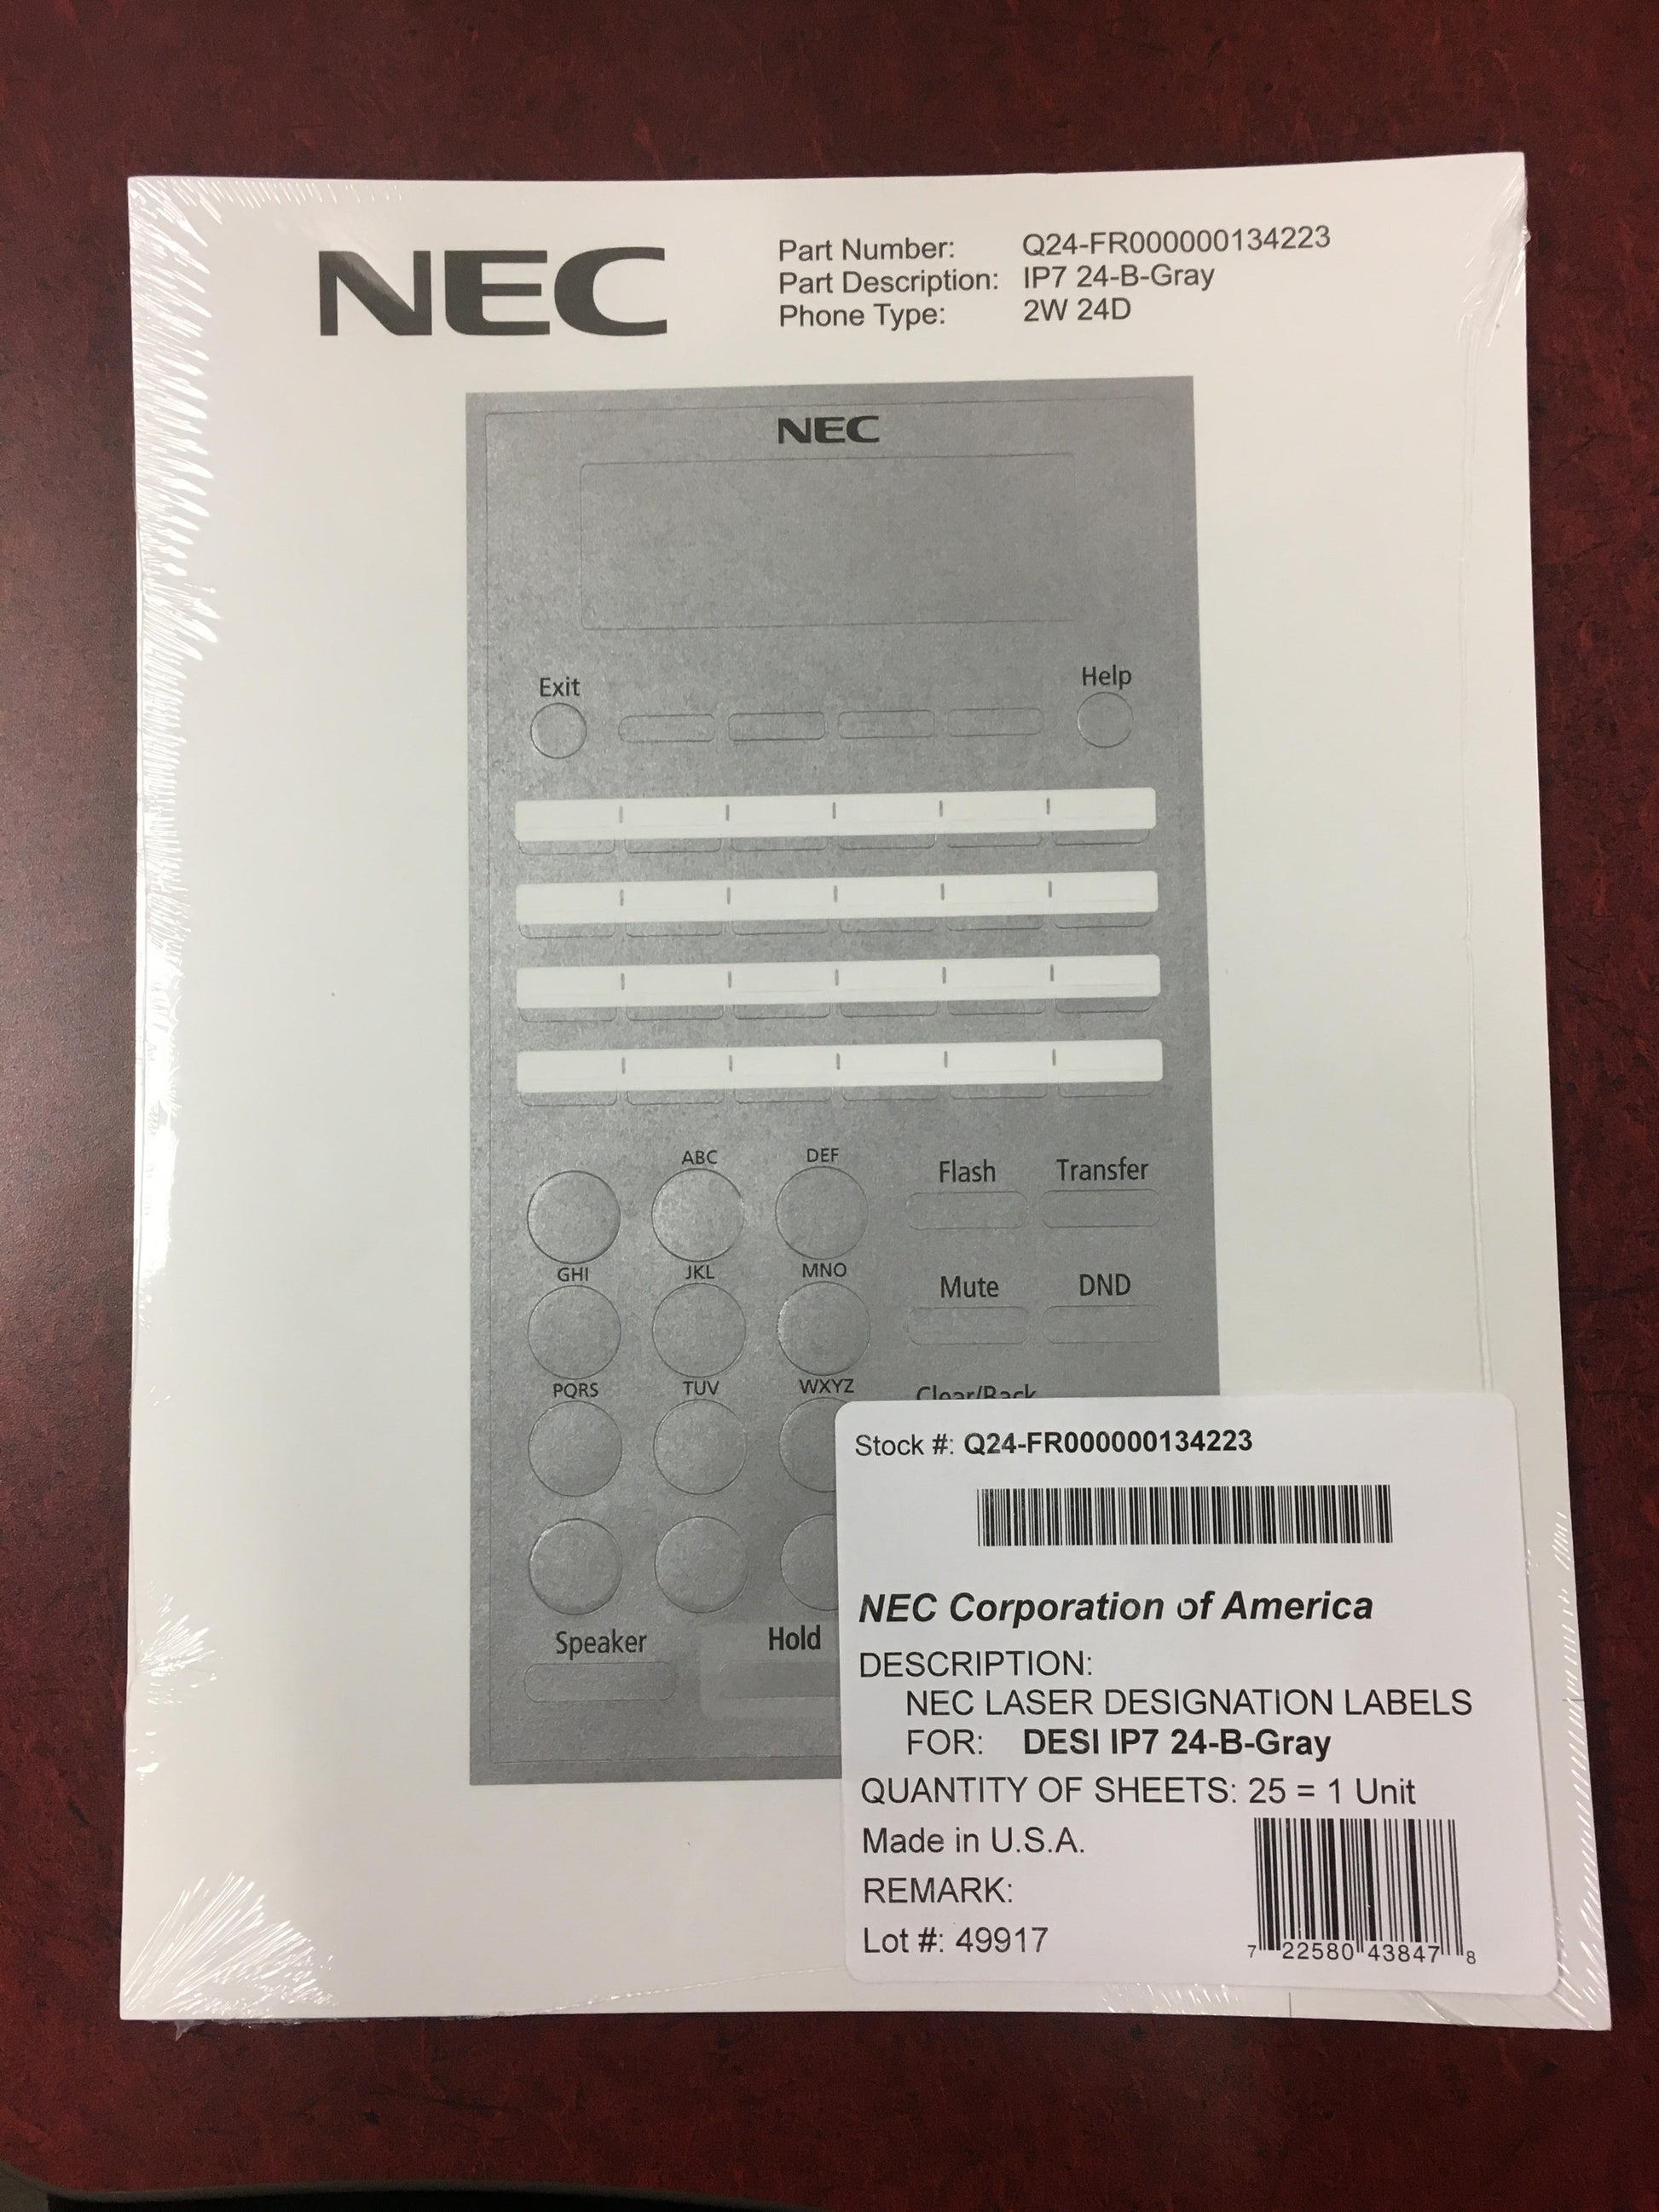 NEC
Part Number: Q24-FR000000134223
Part Description: IP7 24-B-Gray
Phone Type: 2W 24D
NEC
Exit Help
ABC DEF
Flash Transfer
GHI JKL MNO
Mute DND
PQRS TUV WXYZ
Clear/Back
Speaker Hold
Stock #: Q24-FR000000134223
NEC Corporation of America
DESCRIPTION:
NEC LASER DESIGNATION LABELS
FOR: DESI IP7 24-B-Gray
QUANTITY OF SHEETS: 25 = 1 Unit
Made in U.S.A.
REMARK:
Lot #: 49917
7 22580 43847 8